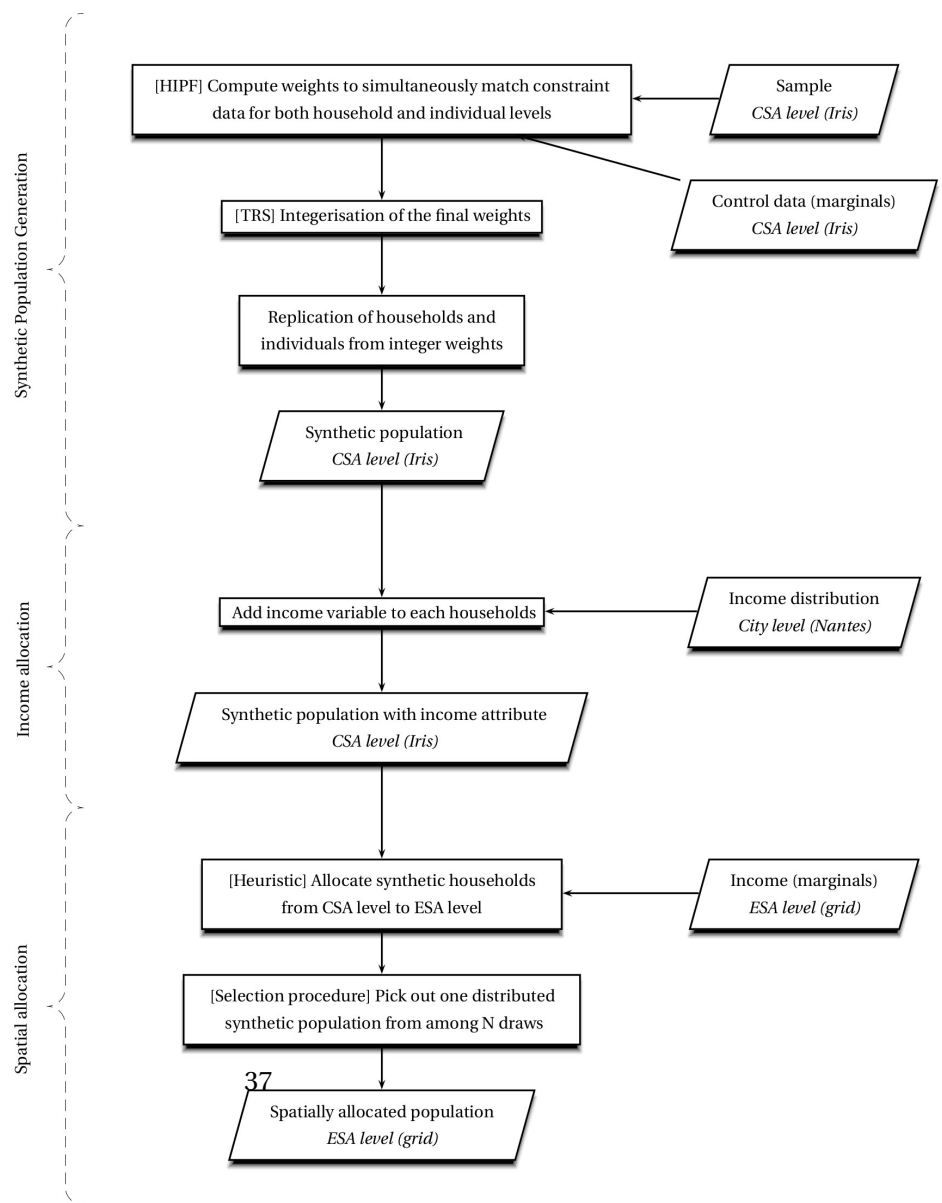 Synthetic Population Generation
[HIPF] Compute weights to simultaneously match constraint
data for both household and individual levels
Sample
CSA level (Iris)
Control data (marginals)
CSA level (Iris)
[TRS] Integerisation of the final weights
Replication of households and
individuals from integer weights
Synthetic population
CSA level (Iris)
Income allocation
Add income variable to each households
Income distribution
City level (Nantes)
Synthetic population with income attribute
CSA level (Iris)
Spatial allocation
[Heuristic] Allocate synthetic households
from CSA level to ESA level
Income (marginals)
ESA level (grid)
[Selection procedure] Pick out one distributed
synthetic population from among N draws
37
Spatially allocated population
ESA level (grid)